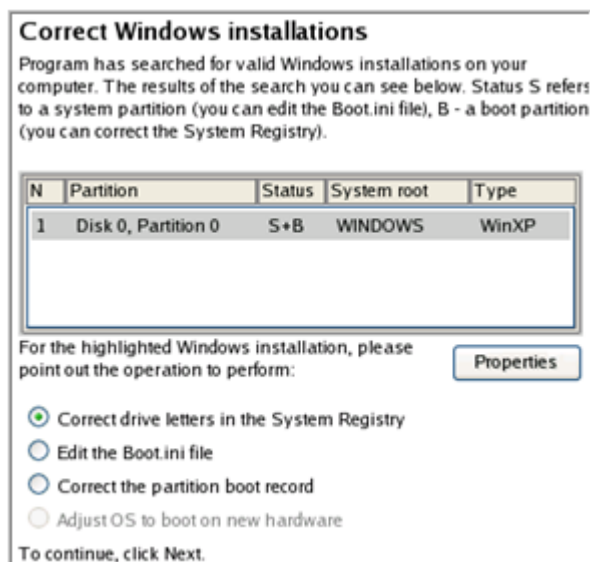 Correct Windows installations
Program has searched for valid Windows installations on your
computer. The results of the search you can see below. Status S refers
to a system partition (you can edit the Boot.ini file), B - a boot partition
(you can correct the System Registry).
N Partition Status System root Type
1 Disk 0, Partition 0 S+B WINDOWS WinXP
For the highlighted Windows installation, please
point out the operation to perform:
Properties
Correct drive letters in the System Registry
Edit the Boot.ini file
Correct the partition boot record
Adjust OS to boot on new hardware
To continue, click Next.